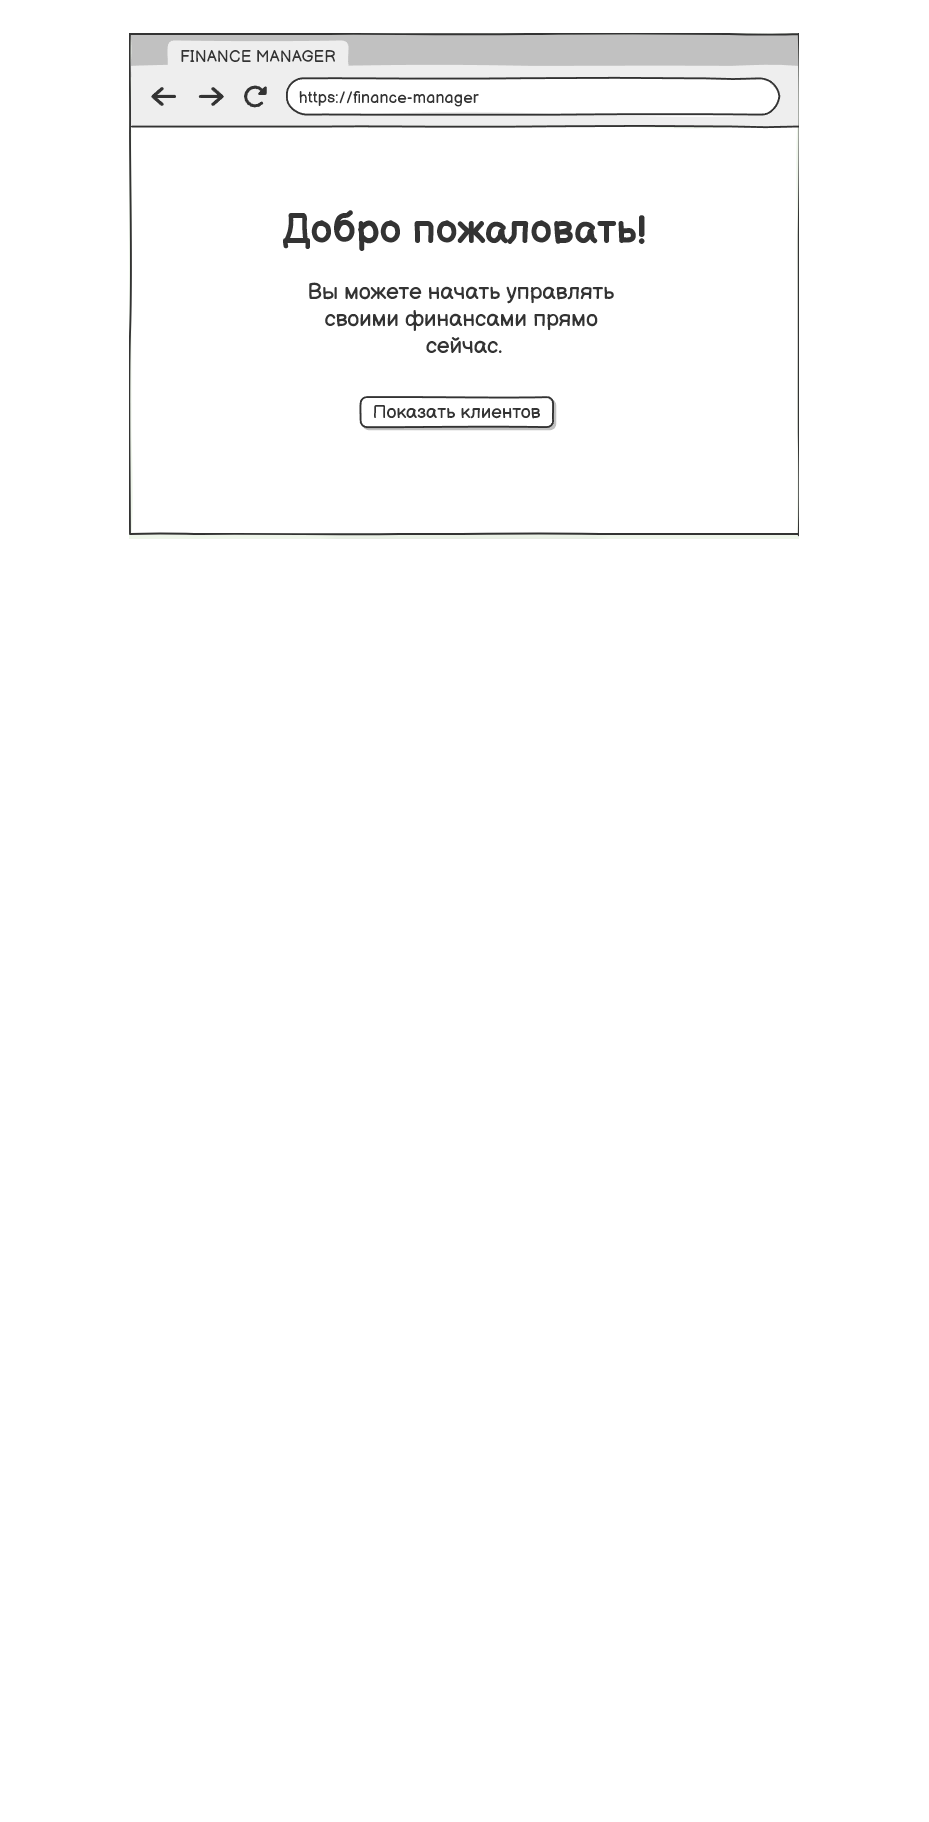 FINANCE MANAGER
https://finance-manager
Добро пожаловать!
Вы можете начать управлять
своими финансами прямо
сейчас.
Показать клиентов